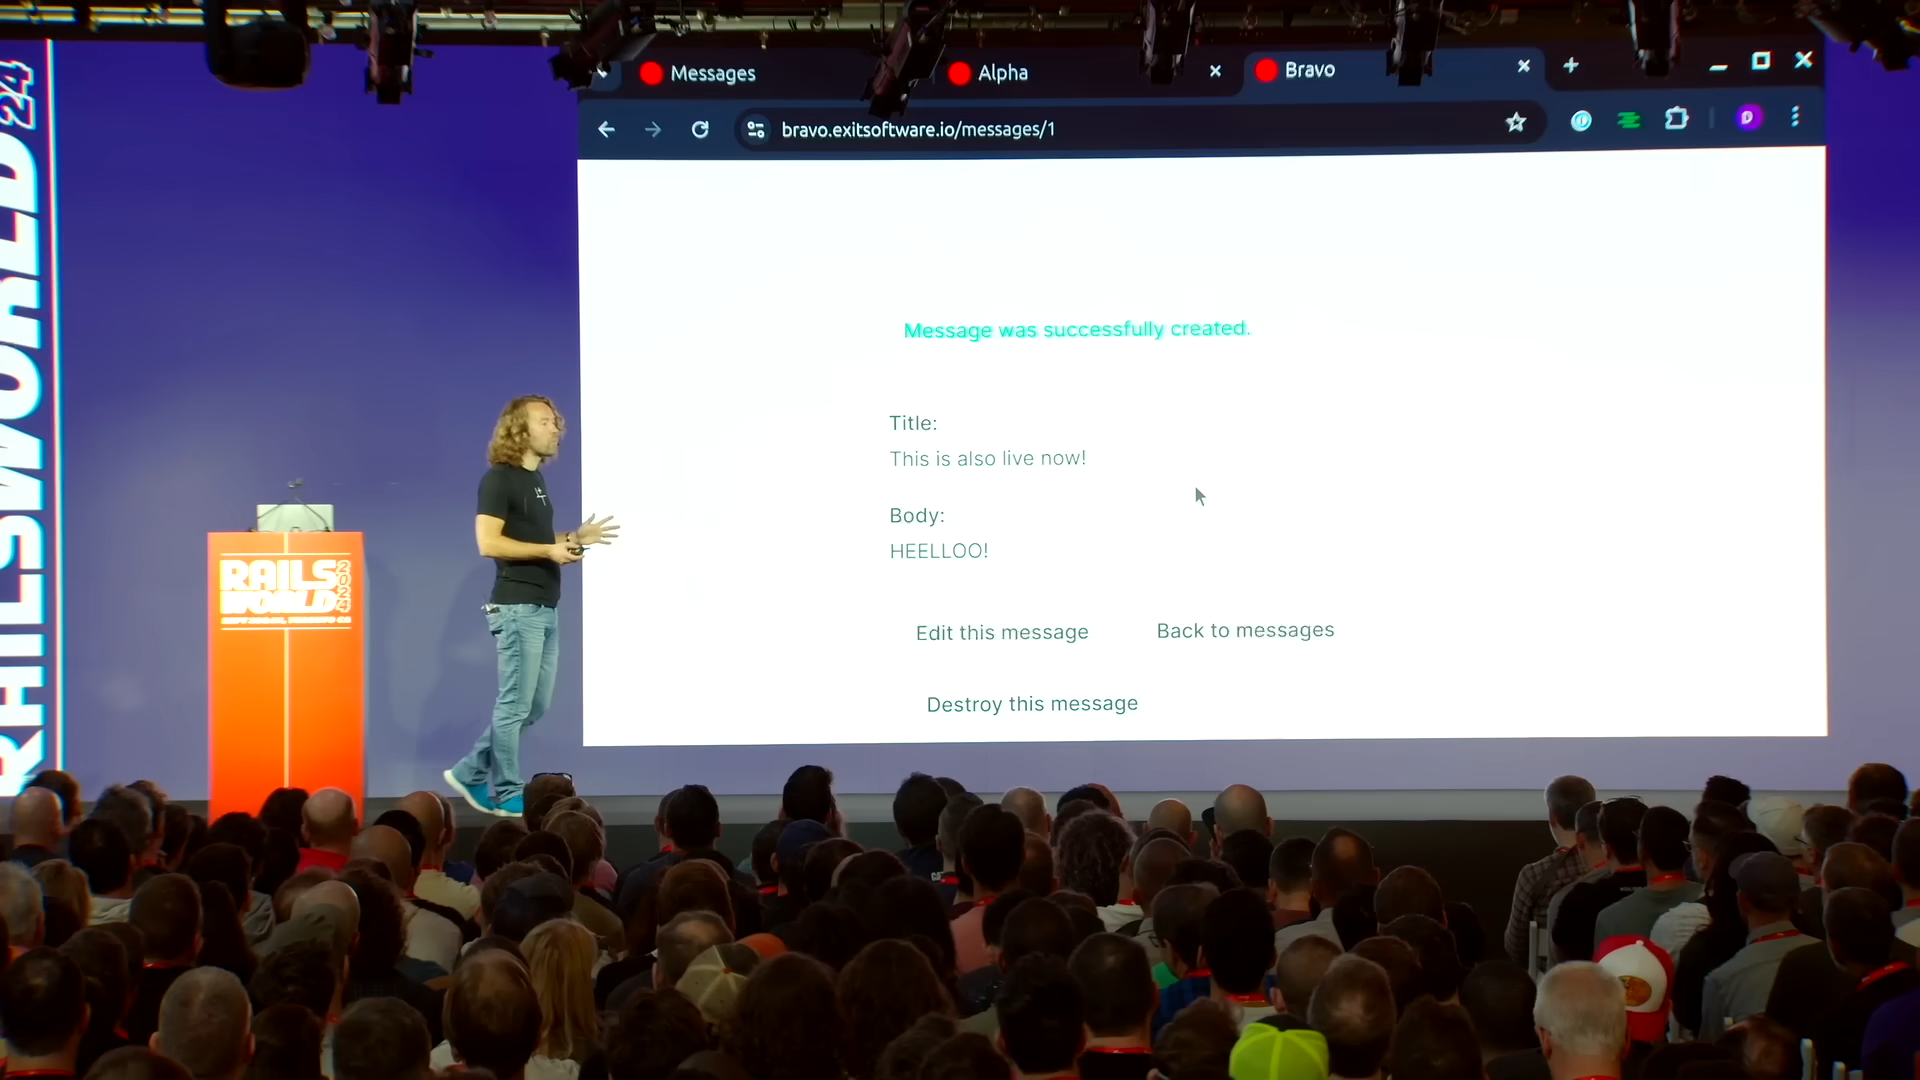 RAILSWORLD 24
Messages
Alpha
Bravo
bravo.exitsoftware.io/messages/1
Message was successfully created.
Title:
This is also live now!
Body:
HEELLOO!
Edit this message
Back to messages
Destroy this message
RAILS
WORLD
2024